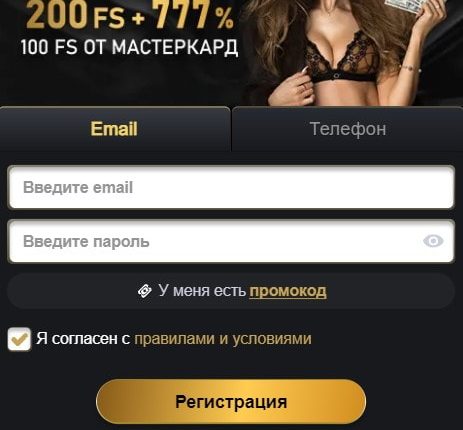 200 FS + 777%
100 FS ОТ МАСТЕРКАРД
Email
Телефон
Введите email
Введите пароль
У меня есть промокод
Я согласен с правилами и условиями
Регистрация